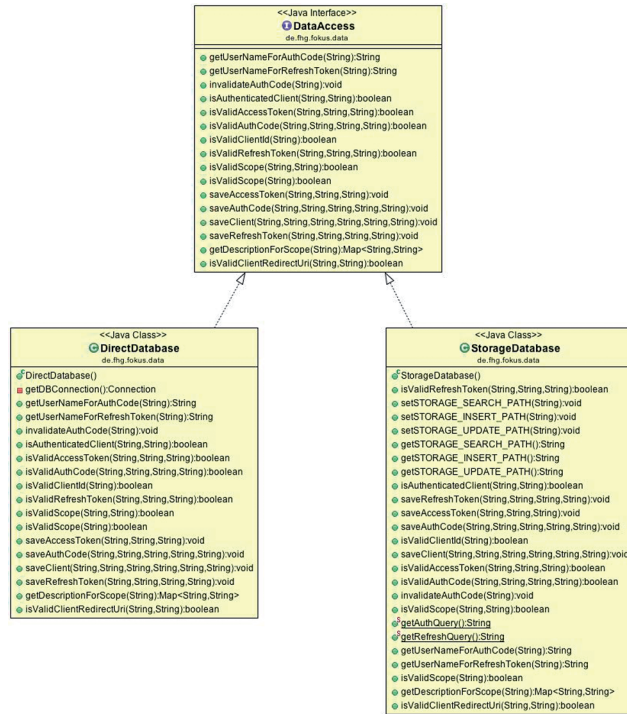 <<Java Interface>>
DataAccess
de.fhg.fokus.data
getUserNameForAuthCode(String):String
getUserNameForRefreshToken(String):String
invalidateAuthCode(String):void
isAuthenticatedClient(String,String):boolean
isValidAccessToken(String,String,String):boolean
isValidAuthCode(String,String,String,String):boolean
isValidClientId(String):boolean
isValidRefreshToken(String,String,String):boolean
isValidScope(String,String):boolean
isValidScope(String):boolean
saveAccessToken(String,String,String):void
saveAuthCode(String,String,String,String,String):void
saveClient(String,String,String,String,String,String):void
saveRefreshToken(String,String,String,String):void
getDescriptionForScope(String):Map<String,String>
isValidClientRedirectUri(String,String):boolean
<<Java Class>>
DirectDatabase
de.fhg.fokus.data
DirectDatabase()
getDBConnection():Connection
getUserNameForAuthCode(String):String
getUserNameForRefreshToken(String):String
invalidateAuthCode(String):void
isAuthenticatedClient(String,String):boolean
isValidAccessToken(String,String,String):boolean
isValidAuthCode(String,String,String,String):boolean
isValidClientId(String):boolean
isValidRefreshToken(String,String,String):boolean
isValidScope(String,String):boolean
isValidScope(String):boolean
saveAccessToken(String,String,String):void
saveAuthCode(String,String,String,String,String):void
saveClient(String,String,String,String,String,String):void
saveRefreshToken(String,String,String,String):void
getDescriptionForScope(String):Map<String,String>
isValidClientRedirectUri(String,String):boolean
<<Java Class>>
StorageDatabase
de.fhg.fokus.data
StorageDatabase()
isValidRefreshToken(String,String,String):boolean
setSTORAGE_SEARCH_PATH(String):void
setSTORAGE_INSERT_PATH(String):void
setSTORAGE_UPDATE_PATH(String):void
getSTORAGE_SEARCH_PATH():String
getSTORAGE_INSERT_PATH():String
getSTORAGE_UPDATE_PATH():String
isAuthenticatedClient(String,String):boolean
saveRefreshToken(String,String,String,String):void
saveAccessToken(String,String,String):void
saveAuthCode(String,String,String,String,String):void
isValidClientId(String):boolean
saveClient(String,String,String,String,String,String):void
isValidAccessToken(String,String,String):boolean
isValidAuthCode(String,String,String,String):boolean
invalidateAuthCode(String):void
isValidScope(String,String):boolean
getAuthQuery():String
getRefreshQuery():String
getUserNameForAuthCode(String):String
getUserNameForRefreshToken(String):String
isValidScope(String):boolean
getDescriptionForScope(String):Map<String,String>
isValidClientRedirectUri(String,String):boolean